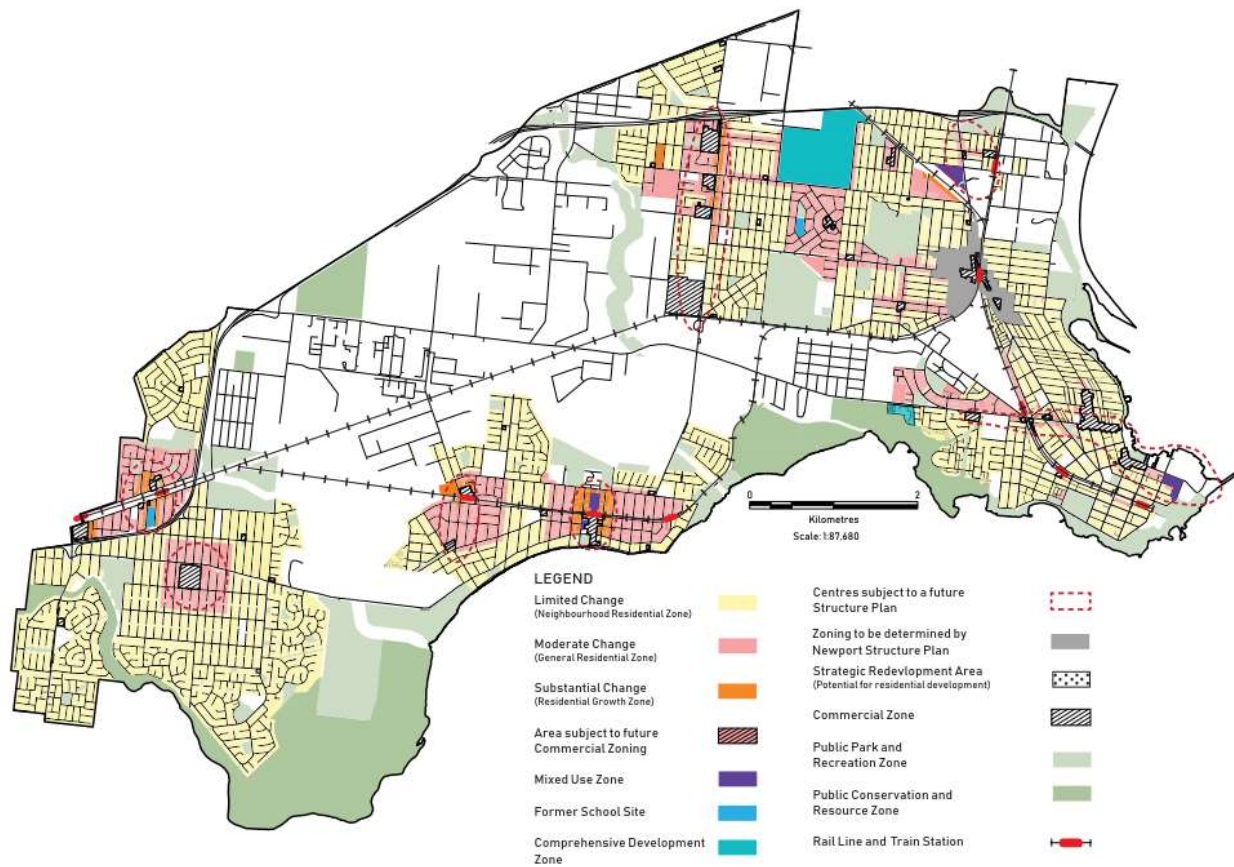 0
2
Kilometres
Scale: 1:87,680
LEGEND
Limited Change
(Neighbourhood Residential Zone)
Moderate Change
(General Residential Zone)
Substantial Change
(Residential Growth Zone)
Area subject to future
Commercial Zoning
Mixed Use Zone
Former School Site
Comprehensive Development
Zone
Centres subject to a future
Structure Plan
Zoning to be determined by
Newport Structure Plan
Strategic Redevlopment Area
(Potential for residential development)
Commercial Zone
Public Park and
Recreation Zone
Public Conservation and
Resource Zone
Rail Line and Train Station